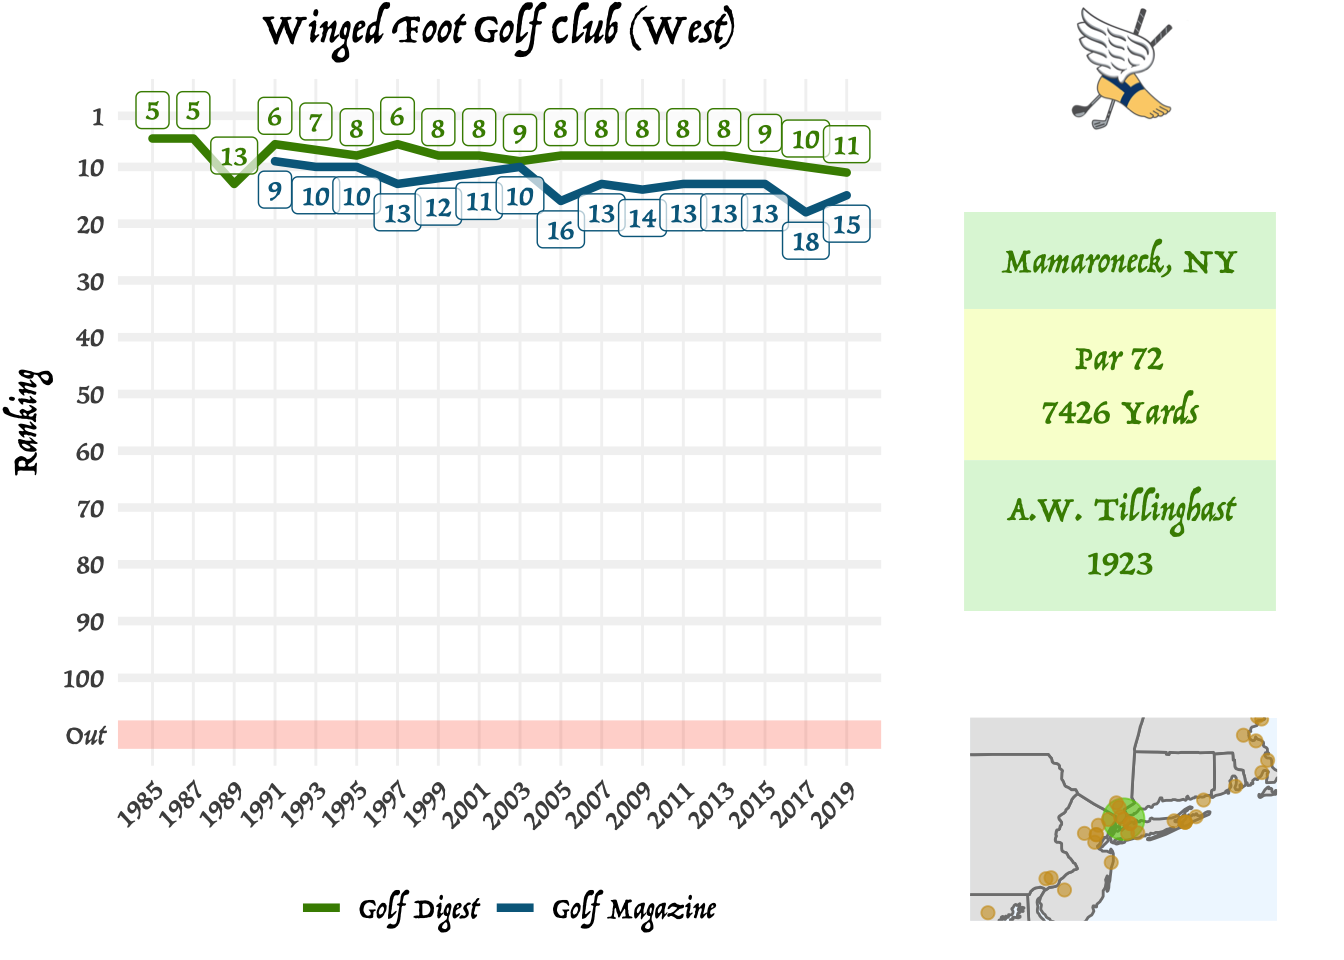 Winged Foot Golf Club (West)
Ranking
1
10
20
30
40
50
60
70
80
90
100
Out
5 5 13 6 7 8 6 8 8 9 8 8 8 8 8 9 10 11
9 10 10 13 12 11 10 16 13 14 13 13 13 18 15
1985 1987 1989 1991 1993 1995 1997 1999 2001 2003 2005 2007 2009 2011 2013 2015 2017 2019
Golf Digest Golf Magazine
Mamaroneck, NY
Par 72
7426 Yards
A.W. Tillinghast
1923